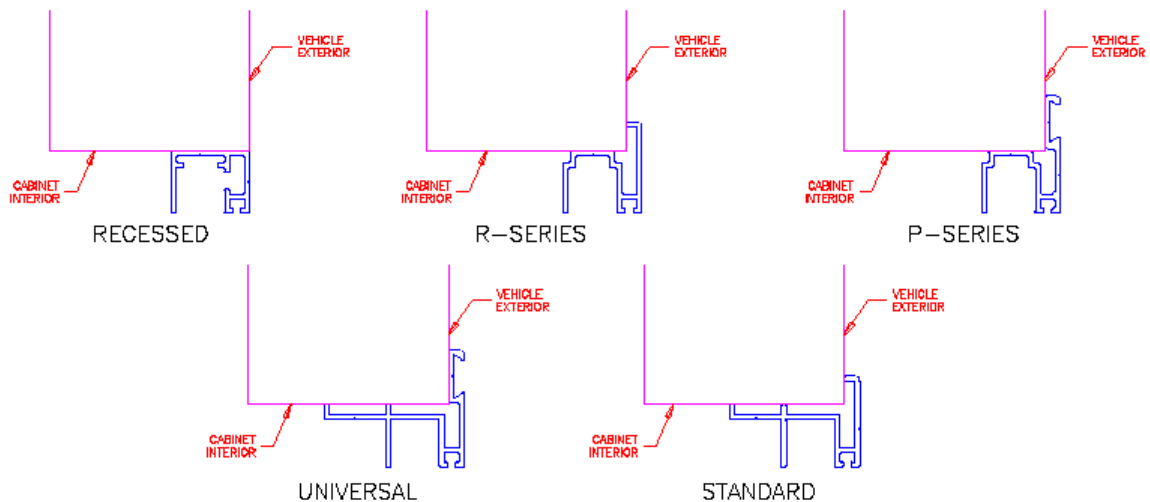 VEHICLE
EXTERIOR
CABINET
INTERIOR
RECESSED
VEHICLE
EXTERIOR
CABINET
INTERIOR
R-SERIES
VEHICLE
EXTERIOR
CABINET
INTERIOR
P-SERIES
VEHICLE
EXTERIOR
CABINET
INTERIOR
UNIVERSAL
VEHICLE
EXTERIOR
CABINET
INTERIOR
STANDARD